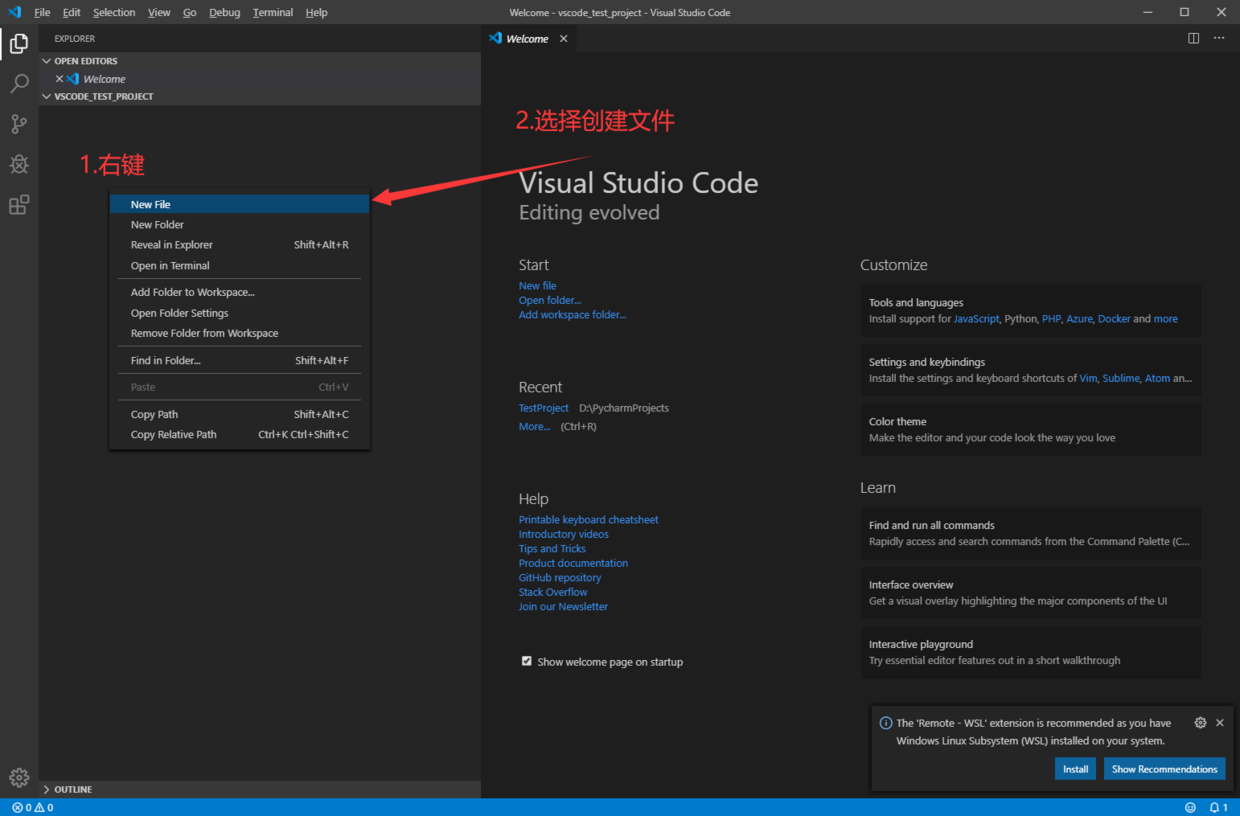 File Edit Selection View Go Debug Terminal Help
Welcome - vscode_test_project - Visual Studio Code
EXPLORER
OPEN EDITORS
Welcome
VSCODE_TEST_PROJECT
1.右键
New File
New Folder
Reveal in Explorer Shift+Alt+R
Open in Terminal
Add Folder to Workspace...
Open Folder Settings
Remove Folder from Workspace
Find in Folder... Shift+Alt+F
Paste Ctrl+V
Copy Path Shift+Alt+C
Copy Relative Path Ctrl+K Ctrl+Shift+C
OUTLINE
Welcome
2.选择创建文件
Visual Studio Code
Editing evolved
Start
New file
Open folder...
Add workspace folder...
Recent
TestProject D:\PycharmProjects
More... (Ctrl+R)
Help
Printable keyboard cheatsheet
Introductory videos
Tips and Tricks
Product documentation
GitHub repository
Stack Overflow
Join our Newsletter
Show welcome page on startup
Customize
Tools and languages
Install support for JavaScript, Python, PHP, Azure, Docker and more
Settings and keybindings
Install the settings and keyboard shortcuts of Vim, Sublime, Atom an...
Color theme
Make the editor and your code look the way you love
Learn
Find and run all commands
Rapidly access and search commands from the Command Palette (C...
Interface overview
Get a visual overlay highlighting the major components of the UI
Interactive playground
Try essential editor features out in a short walkthrough
The 'Remote - WSL' extension is recommended as you have
Windows Linux Subsystem (WSL) installed on your system.
Install Show Recommendations
0 0
1